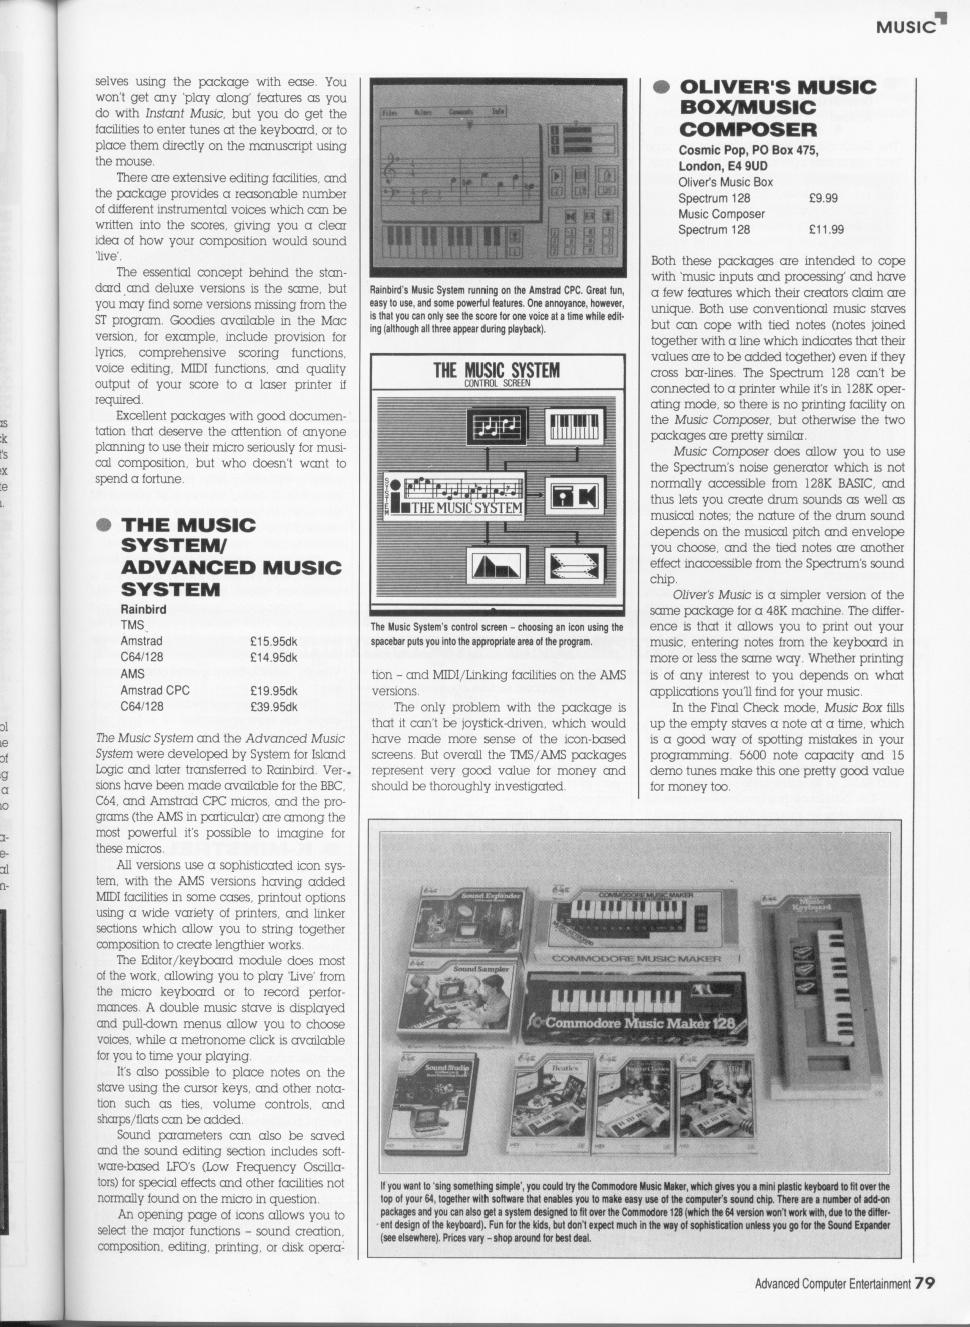 MUSIC
selves using the package with ease. You
won't get any 'play along' features as you
do with Instant Music, but you do get the
facilities to enter tunes at the keyboard, or to
place them directly on the manuscript using
the mouse.
There are extensive editing facilities, and
the package provides a reasonable number
of different instrumental voices which can be
written into the scores, giving you a clear
idea of how your composition would sound
'live'.
The essential concept behind the stan-
dard and deluxe versions is the same, but
you may find some versions missing from the
ST program. Goodies available in the Mac
version, for example, include provision for
lyrics, comprehensive scoring functions,
voice editing, MIDI functions, and quality
output of your score to a laser printer if
required.
Excellent packages with good documen-
tation that deserve the attention of anyone
planning to use their micro seriously for musi-
cal composition, but who doesn't want to
spend a fortune.
THE MUSIC
SYSTEM/
ADVANCED MUSIC
SYSTEM
Rainbird
TMS
Amstrad £15.95dk
C64/128 £14.95dk
AMS
Amstrad CPC £19.95dk
C64/128 £39.95dk
The Music System and the Advanced Music
System were developed by System for Island
Logic and later transferred to Rainbird. Ver-
sions have been made available for the BBC,
C64, and Amstrad CPC micros, and the pro-
grams (the AMS in particular) are among the
most powerful it's possible to imagine for
these micros.
All versions use a sophisticated icon sys-
tem, with the AMS versions having added
MIDI facilities in some cases, printout options
using a wide variety of printers, and linker
sections which allow you to string together
composition to create lengthier works.
The Editor/keyboard module does most
of the work, allowing you to play 'Live' from
the micro keyboard or to record perfor-
mances. A double music stave is displayed
and pull-down menus allow you to choose
voices, while a metronome click is available
for you to time your playing.
It's also possible to place notes on the
stave using the cursor keys, and other nota-
tion such as ties, volume controls, and
sharps/flats can be added.
Sound parameters can also be saved
and the sound editing section includes soft-
ware-based LFO's (Low Frequency Oscilla-
tors) for special effects and other facilities not
normally found on the micro in question.
An opening page of icons allows you to
select the major functions – sound creation,
composition, editing, printing, or disk opera-
Files Values Commands Info
Rainbird's Music System running on the Amstrad CPC. Great fun,
easy to use, and some powerful features. One annoyance, however,
is that you can only see the score for one voice at a time while edit-
ing (although all three appear during playback).
THE MUSIC SYSTEM
CONTROL SCREEN
SYSTEM
THE MUSIC SYSTEM
The Music System's control screen – choosing an icon using the
spacebar puts you into the appropriate area of the program.
tion – and MIDI/Linking facilities on the AMS
versions.
The only problem with the package is
that it can't be joystick-driven, which would
have made more sense of the icon-based
screens. But overall the TMS/AMS packages
represent very good value for money and
should be thoroughly investigated.
OLIVER'S MUSIC
BOX/MUSIC
COMPOSER
Cosmic Pop, PO Box 475,
London, E4 9UD
Oliver's Music Box
Spectrum 128 £9.99
Music Composer
Spectrum 128 £11.99
Both these packages are intended to cope
with 'music inputs and processing' and have
a few features which their creators claim are
unique. Both use conventional music staves
but can cope with tied notes (notes joined
together with a line which indicates that their
values are to be added together) even if they
cross bar-lines. The Spectrum 128 can't be
connected to a printer while it's in 128K oper-
ating mode, so there is no printing facility on
the Music Composer, but otherwise the two
packages are pretty similar.
Music Composer does allow you to use
the Spectrum's noise generator which is not
normally accessible from 128K BASIC, and
thus lets you create drum sounds as well as
musical notes; the nature of the drum sound
depends on the musical pitch and envelope
you choose, and the tied notes are another
effect inaccessible from the Spectrum's sound
chip.
Oliver's Music is a simpler version of the
same package for a 48K machine. The differ-
ence is that it allows you to print out your
music, entering notes from the keyboard in
more or less the same way. Whether printing
is of any interest to you depends on what
applications you'll find for your music.
In the Final Check mode, Music Box fills
up the empty staves a note at a time, which
is a good way of spotting mistakes in your
programming. 5600 note capacity and 15
demo tunes make this one pretty good value
for money too.
Sound Expander
COMMODORE MUSIC MAKER
COMMODORE MUSIC MAKER
Music
Keyboard
Sound Sampler
Commodore Music Maker 128
Sound Studio
Beatles
If you want to 'sing something simple', you could try the Commodore Music Maker, which gives you a mini plastic keyboard to fit over the
top of your 64, together with software that enables you to make easy use of the computer's sound chip. There are a number of add-on
packages and you can also get a system designed to fit over the Commodore 128 (which the 64 version won't work with, due to the differ-
ent design of the keyboard). Fun for the kids, but don't expect much in the way of sophistication unless you go for the Sound Expander
(see elsewhere). Prices vary – shop around for best deal.
Advanced Computer Entertainment 79